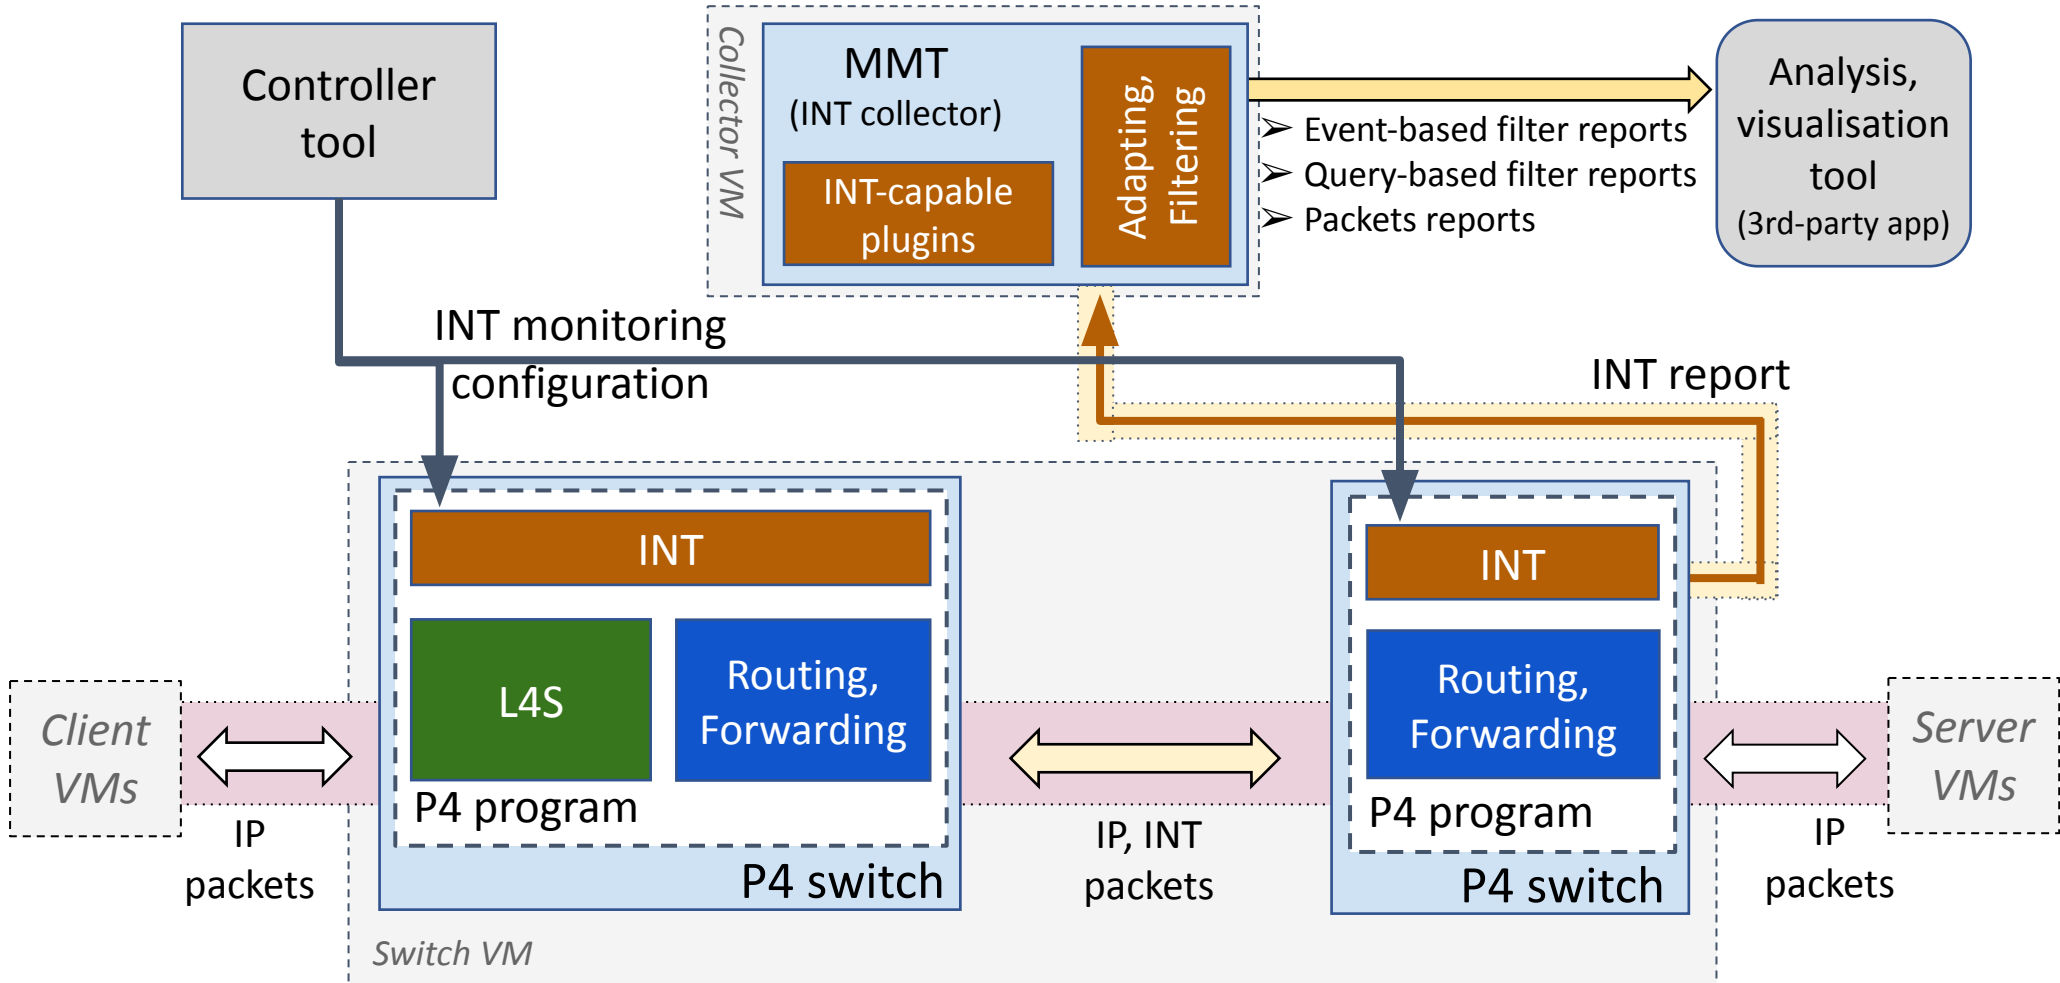 Controller
tool
Collector VM
MMT
(INT collector)
INT-capable
plugins
Adapting,
Filtering
➢ Event-based filter reports
➢ Query-based filter reports
➢ Packets reports
Analysis,
visualisation
tool
(3rd-party app)
INT monitoring
configuration
INT report
INT
L4S
Routing,
Forwarding
P4 program
P4 switch
INT
Routing,
Forwarding
P4 program
P4 switch
Client
VMs
IP
packets
IP, INT
packets
Server
VMs
IP
packets
Switch VM